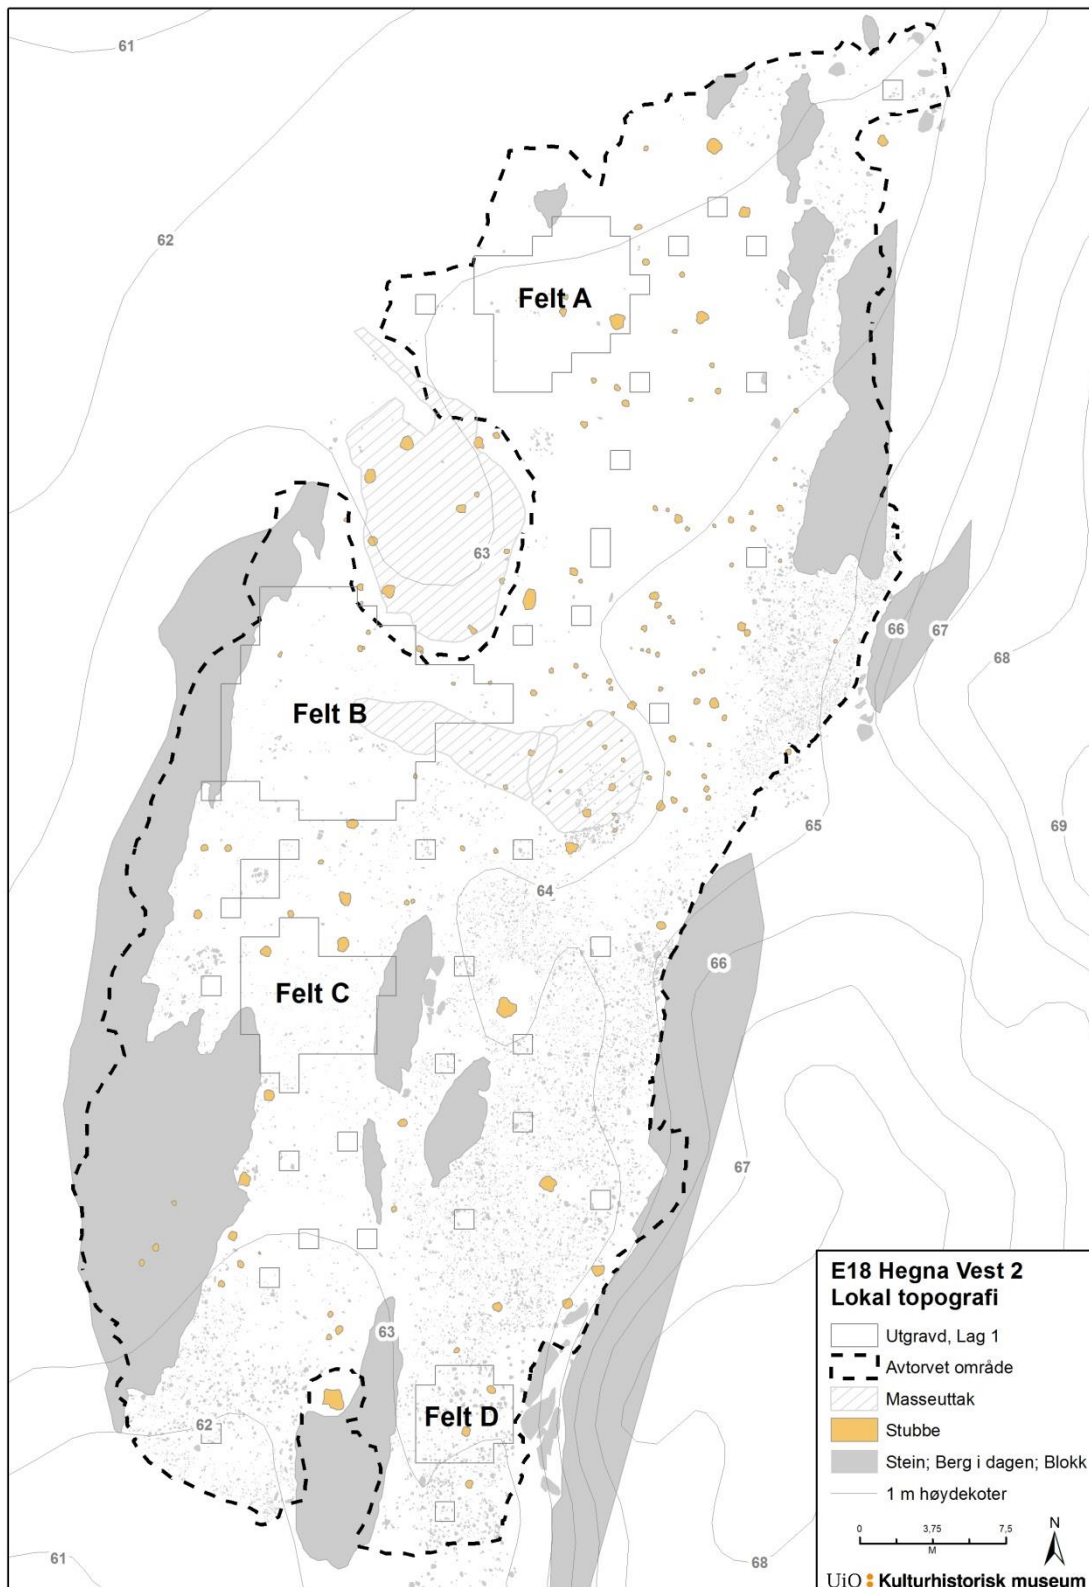 61
62
Felt A
63
66
67
68
Felt B
65
69
64
66
Felt C
67
63
62
Felt D
61
68
E18 Hegna Vest 2
Lokal topografi
Utgravd, Lag 1
Avtorvet område
Masseuttak
Stubbe
Stein; Berg i dagen; Blokk
1 m høydekoter
0 3,75 7,5
M
N
UiO Kulturhistorisk museum